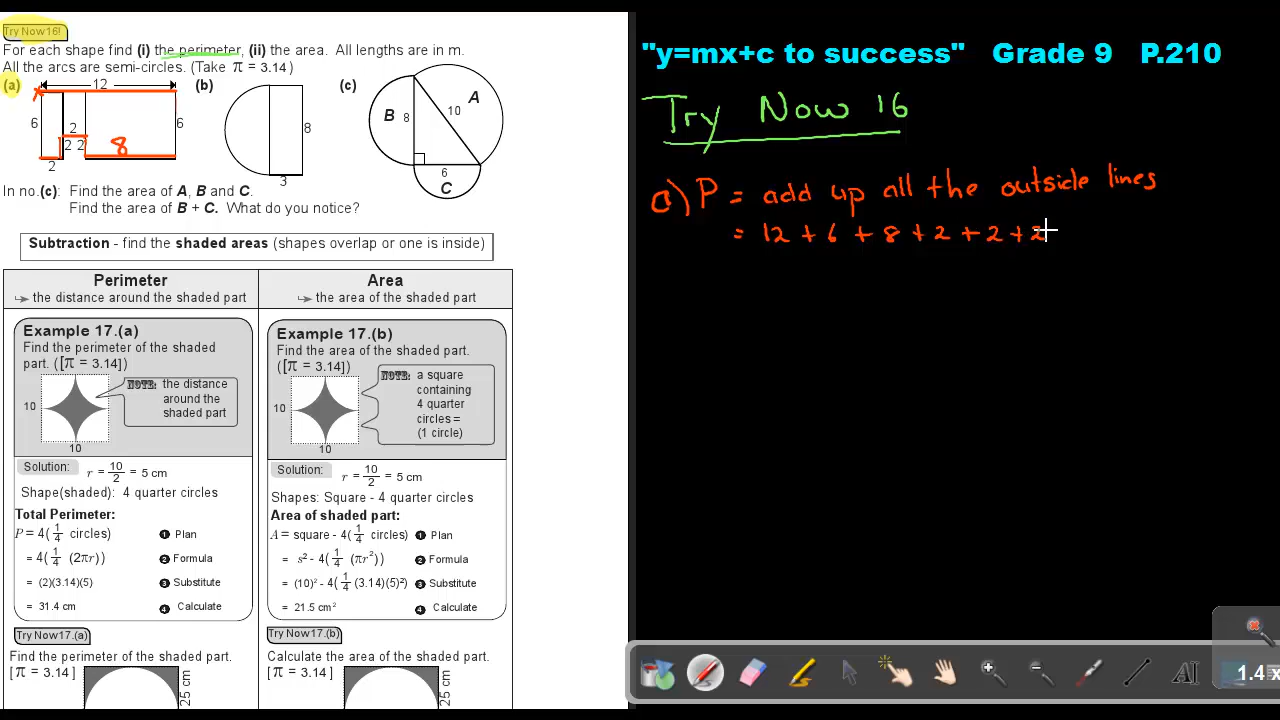 Try Now16!
For each shape find (i) the perimeter, (ii) the area. All lengths are in m.
All the arcs are semi-circles. (Take π = 3.14)
(a)
12
6
2
2 2
8
6
2
(b)
8
3
(c)
A
B 8
10
6
C
In no.(c): Find the area of A, B and C.
Find the area of B + C. What do you notice?
Subtraction - find the shaded areas (shapes overlap or one is inside)
Perimeter
↪ the distance around the shaded part
Example 17.(a)
Find the perimeter of the shaded
part. ([π = 3.14])
NOTE: the distance
around the
shaded part
10
10
Solution:
r = 10/2 = 5 cm
Shape(shaded): 4 quarter circles
Total Perimeter:
P = 4(1/4 circles) ❶ Plan
= 4(1/4 (2πr)) ❷ Formula
= (2)(3.14)(5) ❸ Substitute
= 31.4 cm ❹ Calculate
Try Now17.(a)
Find the perimeter of the shaded part.
[π = 3.14]
25 cm
Area
↪ the area of the shaded part
Example 17.(b)
Find the area of the shaded part.
([π = 3.14])
NOTE: a square
containing
4 quarter
circles =
(1 circle)
10
10
Solution:
r = 10/2 = 5 cm
Shapes: Square - 4 quarter circles
Area of shaded part:
A = square - 4(1/4 circles) ❶ Plan
= s² - 4(1/4 (πr²)) ❷ Formula
= (10)² - 4(1/4 (3.14)(5)²) ❸ Substitute
= 21.5 cm² ❹ Calculate
Try Now17.(b)
Calculate the area of the shaded part.
[π = 3.14]
25 cm
"y=mx+c to success" Grade 9 P.210
Try Now 16
a) P = add up all the outside lines
= 12 + 6 + 8 + 2 + 2 + 2
AI
1.4 x